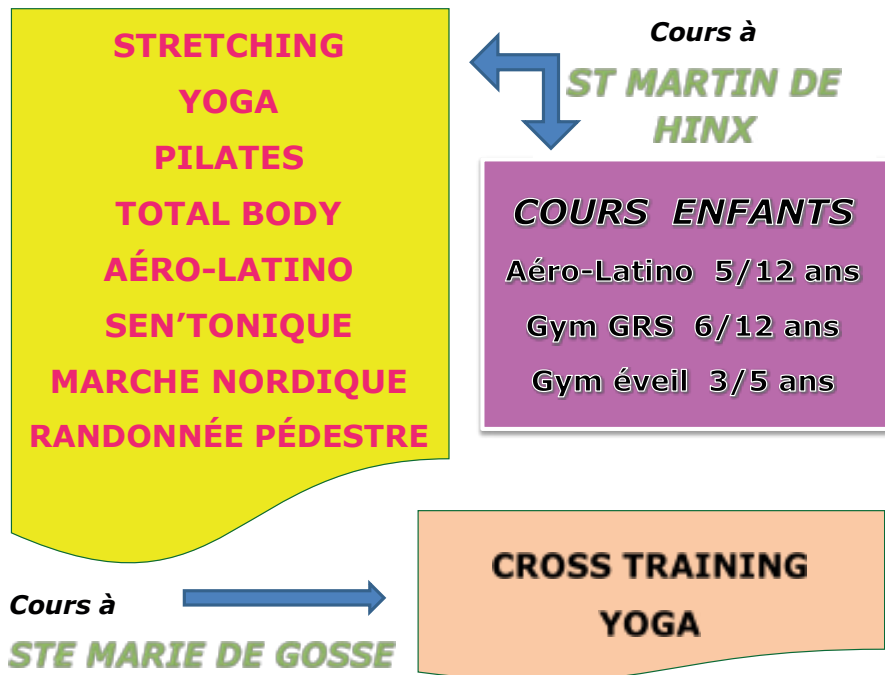 STRETCHING
YOGA
PILATES
TOTAL BODY
AÉRO-LATINO
SEN'TONIQUE
MARCHE NORDIQUE
RANDONNÉE PÉDESTRE
Cours à
ST MARTIN DE
HINX
COURS ENFANTS
Aéro-Latino 5/12 ans
Gym GRS 6/12 ans
Gym éveil 3/5 ans
Cours à
STE MARIE DE GOSSE
CROSS TRAINING
YOGA